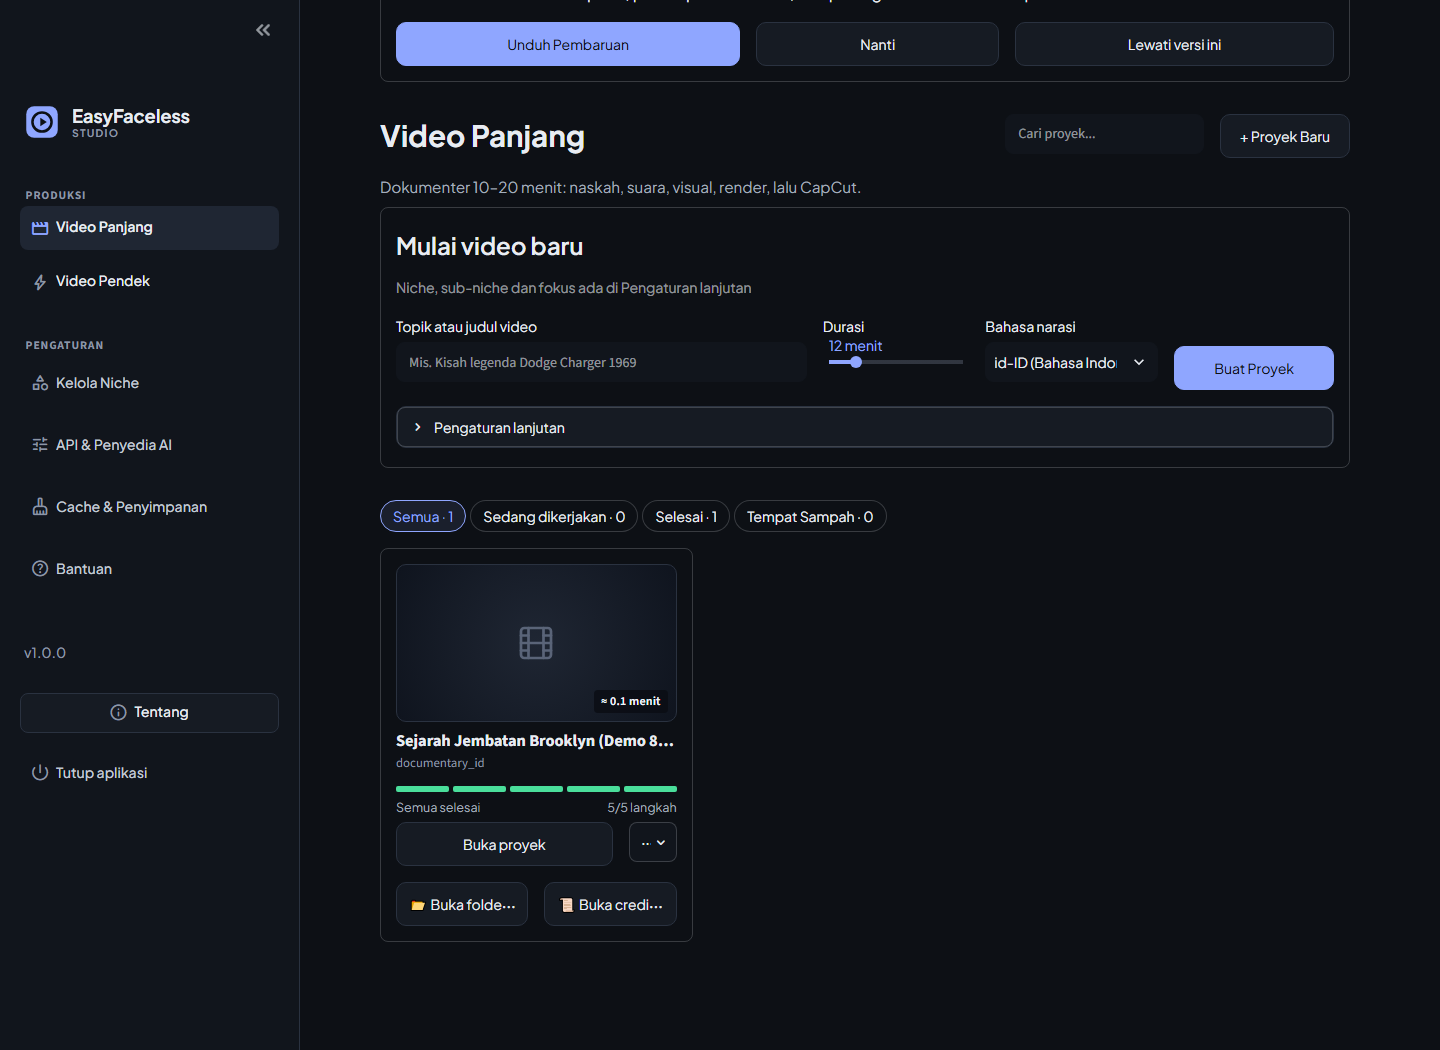 EasyFaceless
STUDIO
PRODUKSI
Video Panjang
Video Pendek
PENGATURAN
Kelola Niche
API & Penyedia AI
Cache & Penyimpanan
Bantuan
v1.0.0
Tentang
Tutup aplikasi
Unduh Pembaruan
Nanti
Lewati versi ini
Video Panjang
Cari proyek...
+ Proyek Baru
Dokumenter 10–20 menit: naskah, suara, visual, render, lalu CapCut.
Mulai video baru
Niche, sub-niche dan fokus ada di Pengaturan lanjutan
Topik atau judul video
Mis. Kisah legenda Dodge Charger 1969
Durasi
12 menit
Bahasa narasi
id-ID (Bahasa Indo
Buat Proyek
Pengaturan lanjutan
Semua · 1
Sedang dikerjakan · 0
Selesai · 1
Tempat Sampah · 0
≈ 0.1 menit
Sejarah Jembatan Brooklyn (Demo 8...
documentary_id
Semua selesai
5/5 langkah
Buka proyek
Buka folde...
Buka credi...